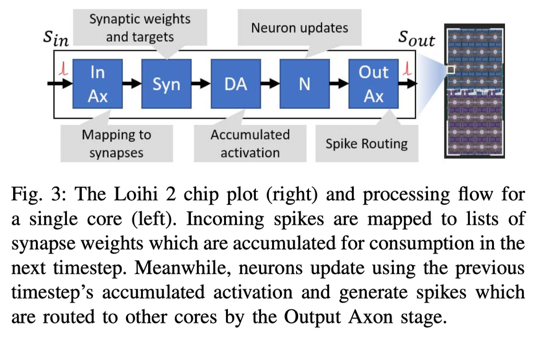 Synaptic weights
and targets
Neuron updates
Sin
Sout
In
Ax
Syn
DA
N
Out
Ax
Mapping to
synapses
Accumulated
activation
Spike Routing
Fig. 3: The Loihi 2 chip plot (right) and processing flow for
a single core (left). Incoming spikes are mapped to lists of
synapse weights which are accumulated for consumption in the
next timestep. Meanwhile, neurons update using the previous
timestep’s accumulated activation and generate spikes which
are routed to other cores by the Output Axon stage.